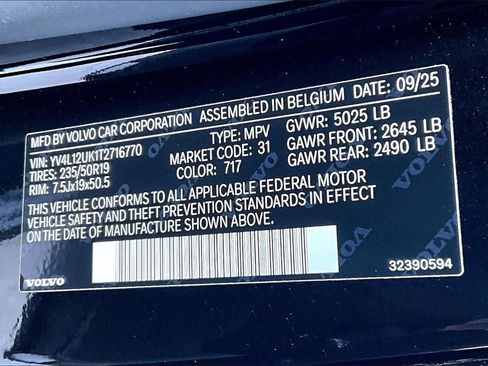 MFD BY VOLVO CAR CORPORATION ASSEMBLED IN BELGIUM DATE: 09/25
VIN: YV4L12UK1T2716770 TYPE: MPV GVWR: 5025 LB
TIRES: 235/50R19 MARKET CODE: 31 GAWR FRONT: 2645 LB
RIM: 7.5Jx19x50.5 COLOR: 717 GAWR REAR: 2490 LB
THIS VEHICLE CONFORMS TO ALL APPLICABLE FEDERAL MOTOR
VEHICLE SAFETY AND THEFT PREVENTION STANDARDS IN EFFECT
ON THE DATE OF MANUFACTURE SHOWN ABOVE.
VOLVO 32390594